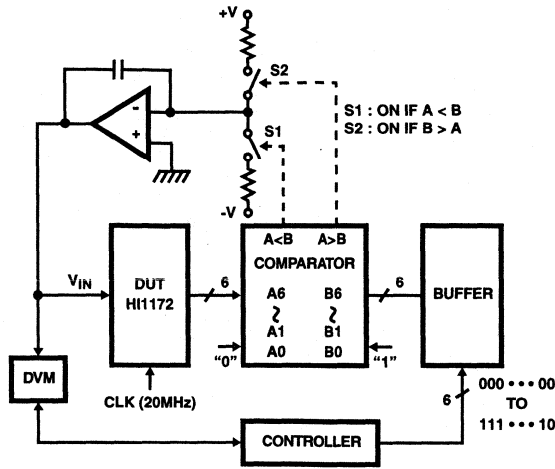 +V
S2
S1 : ON IF A < B
S2 : ON IF B > A
-
+
S1
-V
A<B
A>B
COMPARATOR
VIN
DUT
HI1172
6
A6
B6
6
BUFFER
A1
B1
"0"
A0
B0
"1"
DVM
CLK (20MHz)
6
000 • • • 00
TO
111 • • • 10
CONTROLLER